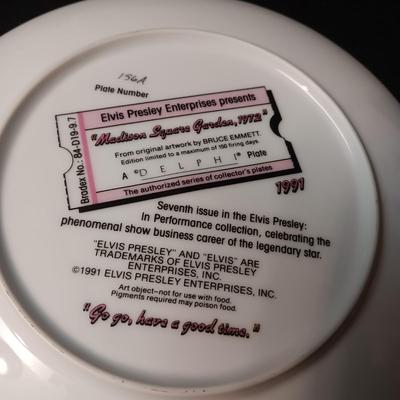 156A
Plate Number
Bradex No.: 84-D19-9.7
Elvis Presley Enterprises presents
"Madison Square Garden, 1972"
From original artwork by BRUCE EMMETT.
Edition limited to a maximum of 150 firing days.
A ©DELPHI® Plate
The authorized series of collector's plates
1991
Seventh issue in the Elvis Presley:
In Performance collection, celebrating the
phenomenal show business career of the legendary star.
"ELVIS PRESLEY" AND "ELVIS" ARE
TRADEMARKS OF ELVIS PRESLEY
ENTERPRISES, INC.
©1991 ELVIS PRESLEY ENTERPRISES, INC.
Art object–not for use with food.
Pigments required may poison food.
"Go go, have a good time."